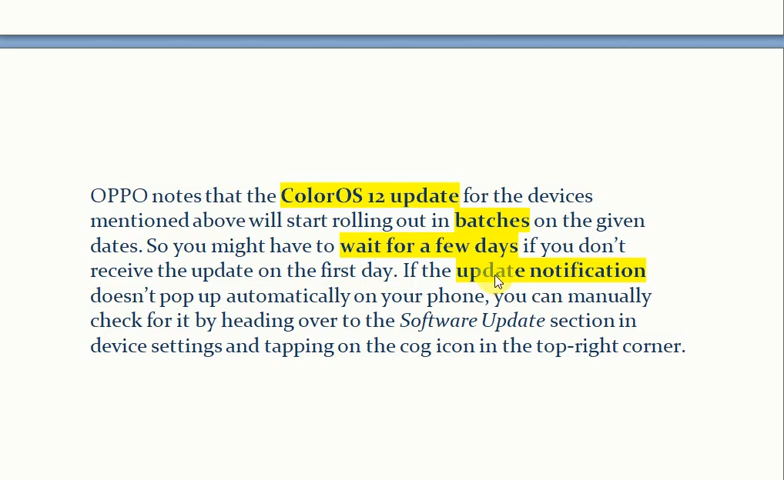 OPPO notes that the ColorOS 12 update for the devices
mentioned above will start rolling out in batches on the given
dates. So you might have to wait for a few days if you don’t
receive the update on the first day. If the update notification
doesn’t pop up automatically on your phone, you can manually
check for it by heading over to the Software Update section in
device settings and tapping on the cog icon in the top-right corner.